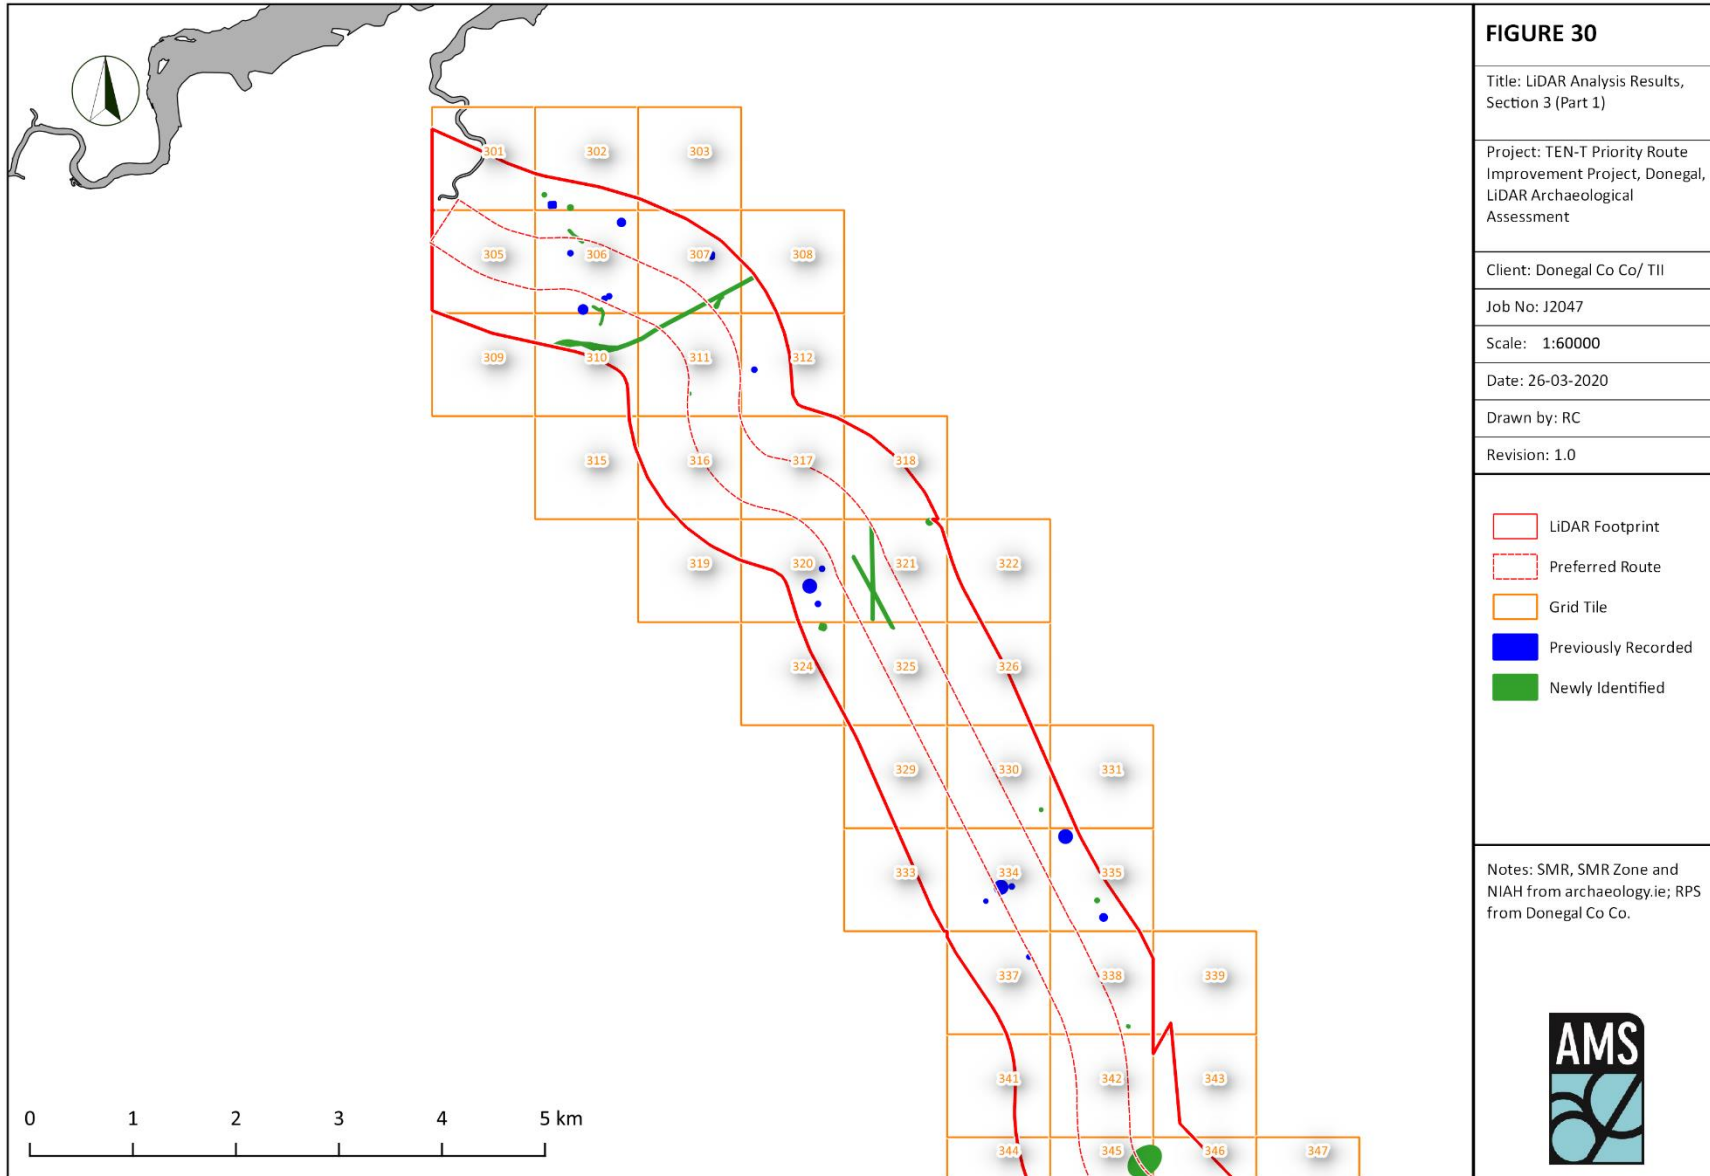 301
302
303
305
306
307
308
309
310
311
312
315
316
317
318
319
320
321
322
324
325
326
329
330
331
333
334
335
337
338
339
341
342
343
344
345
346
347
0 1 2 3 4 5 km
FIGURE 30
Title: LiDAR Analysis Results,
Section 3 (Part 1)
Project: TEN-T Priority Route
Improvement Project, Donegal,
LiDAR Archaeological
Assessment
Client: Donegal Co Co/ TII
Job No: J2047
Scale: 1:60000
Date: 26-03-2020
Drawn by: RC
Revision: 1.0
LiDAR Footprint
Preferred Route
Grid Tile
Previously Recorded
Newly Identified
Notes: SMR, SMR Zone and
NIAH from archaeology.ie; RPS
from Donegal Co Co.
AMS